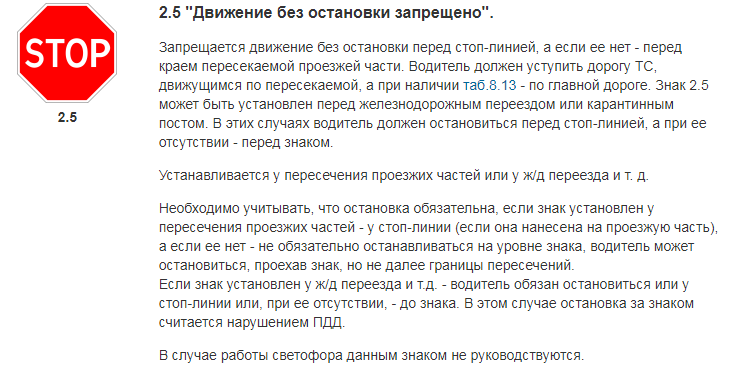 STOP
2.5
2.5 "Движение без остановки запрещено".
Запрещается движение без остановки перед стоп-линией, а если ее нет - перед
краем пересекаемой проезжей части. Водитель должен уступить дорогу ТС,
движущимся по пересекаемой, а при наличии таб.8.13 - по главной дороге. Знак 2.5
может быть установлен перед железнодорожным переездом или карантинным
постом. В этих случаях водитель должен остановиться перед стоп-линией, а при ее
отсутствии - перед знаком.
Устанавливается у пересечения проезжих частей или у ж/д переезда и т. д.
Необходимо учитывать, что остановка обязательна, если знак установлен у
пересечения проезжих частей - у стоп-линии (если она нанесена на проезжую часть),
а если ее нет - не обязательно останавливаться на уровне знака, водитель может
остановиться, проехав знак, но не далее границы пересечений.
Если знак установлен у ж/д переезда и т.д. - водитель обязан остановиться или у
стоп-линии или, при ее отсутствии, - до знака. В этом случае остановка за знаком
считается нарушением ПДД.
В случае работы светофора данным знаком не руководствуются.